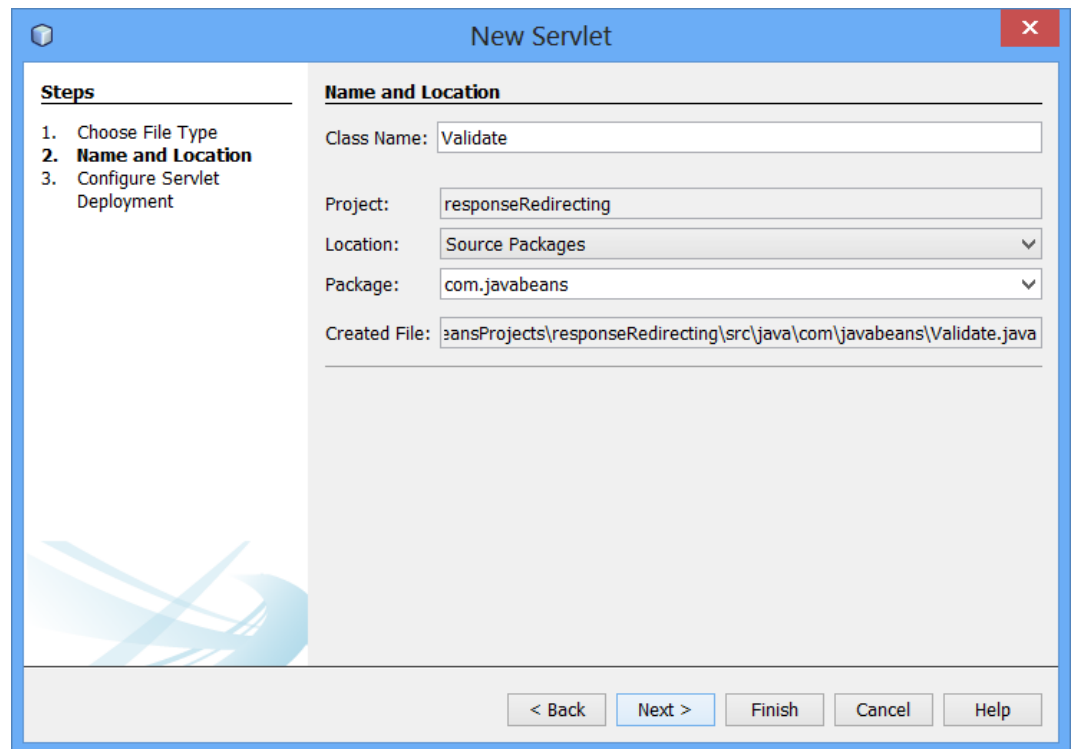 New Servlet
Steps
1. Choose File Type
2. Name and Location
3. Configure Servlet
Deployment
Name and Location
Class Name: Validate
Project: responseRedirecting
Location: Source Packages
Package: com.javabeans
Created File: eansProjects\responseRedirecting\src\java\com\javabeans\Validate.java
< Back Next > Finish Cancel Help